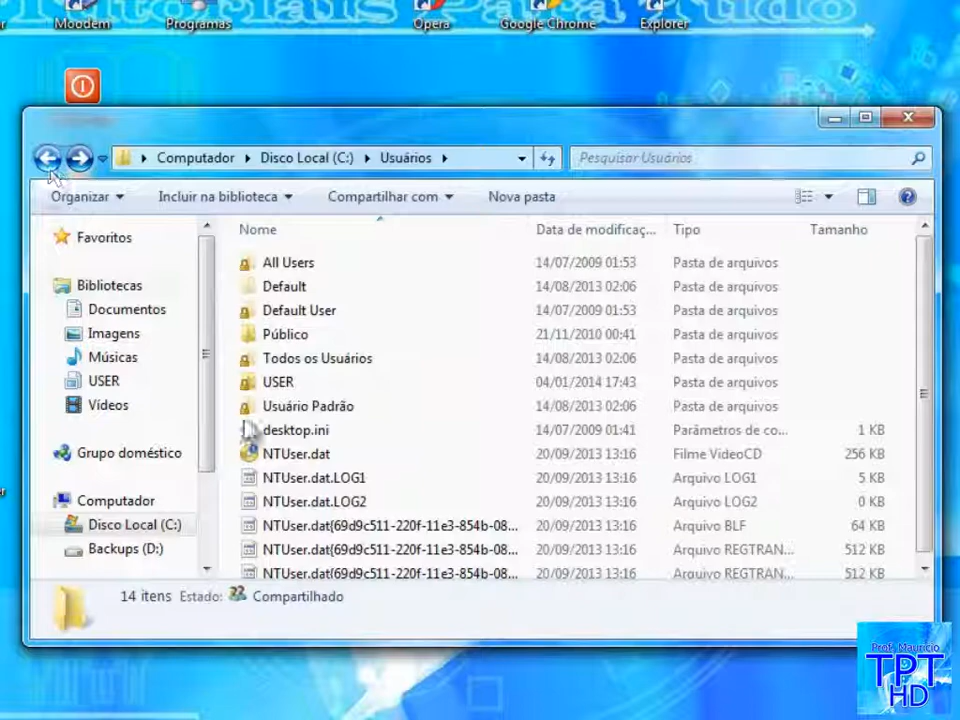 Tutoriais Para Tudo
Moodem Programas Opera Google Chrome Explorer
Computador Disco Local (C:) Usuários Pesquisar Usuários
Organizar Incluir na biblioteca Compartilhar com Nova pasta
Favoritos
Bibliotecas
Documentos
Imagens
Músicas
USER
Vídeos
Grupo doméstico
Computador
Disco Local (C:)
Backups (D:)
Nome Data de modificaç... Tipo Tamanho
All Users 14/07/2009 01:53 Pasta de arquivos
Default 14/08/2013 02:06 Pasta de arquivos
Default User 14/07/2009 01:53 Pasta de arquivos
Público 21/11/2010 00:41 Pasta de arquivos
Todos os Usuários 14/08/2013 02:06 Pasta de arquivos
USER 04/01/2014 17:43 Pasta de arquivos
Usuário Padrão 14/08/2013 02:06 Pasta de arquivos
desktop.ini 14/07/2009 01:41 Parâmetros de co... 1 KB
NTUser.dat 20/09/2013 13:16 Filme VideoCD 256 KB
NTUser.dat.LOG1 20/09/2013 13:16 Arquivo LOG1 5 KB
NTUser.dat.LOG2 20/09/2013 13:16 Arquivo LOG2 0 KB
NTUser.dat{69d9c511-220f-11e3-854b-08... 20/09/2013 13:16 Arquivo BLF 64 KB
NTUser.dat{69d9c511-220f-11e3-854b-08... 20/09/2013 13:16 Arquivo REGTRAN... 512 KB
NTUser.dat{69d9c511-220f-11e3-854b-08... 20/09/2013 13:16 Arquivo REGTRAN... 512 KB
14 itens Estado: Compartilhado
Prof. Maurício
TPT
HD